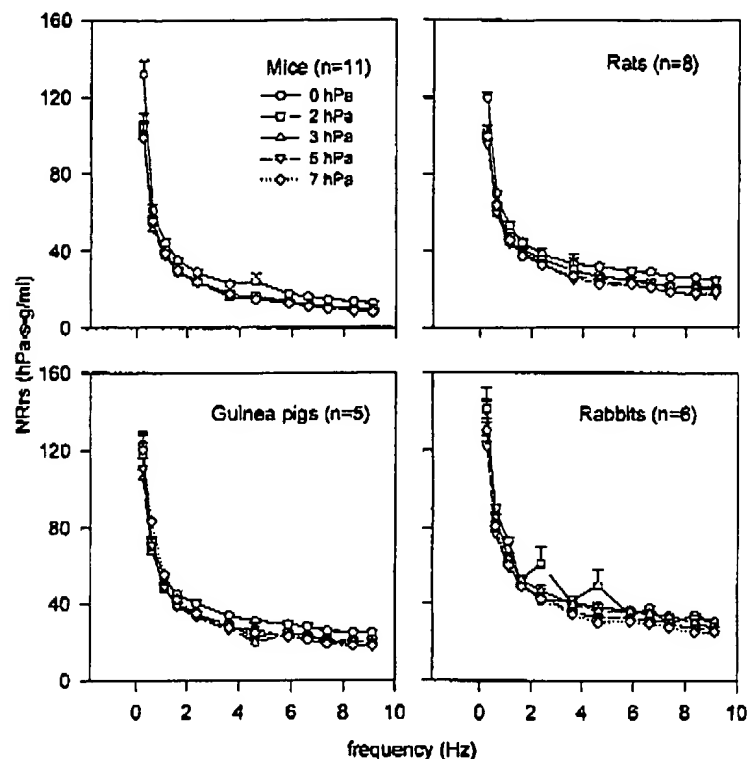 160
120
80
40
0
Mice (n=11)
0 hPa
2 hPa
3 hPa
5 hPa
7 hPa
Rats (n=8)
NRrs (hPa·s·g/ml)
160
120
80
40
0
Guinea pigs (n=5)
Rabbits (n=6)
0 2 4 6 8 10
0 2 4 6 8 10
frequency (Hz)